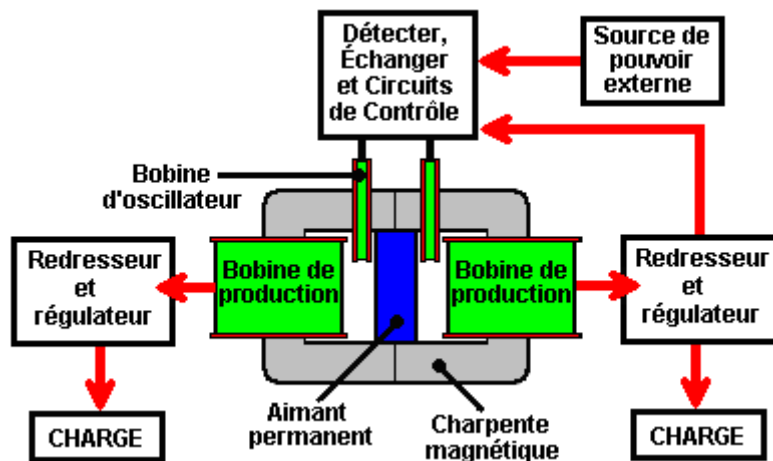 Détecter,
Échanger
et Circuits
de Contrôle
Source de
pouvoir
externe
Bobine
d'oscillateur
Redresseur
et
régulateur
Bobine de
production
Bobine de
production
Redresseur
et
régulateur
Aimant
permanent
Charpente
magnétique
CHARGE
CHARGE